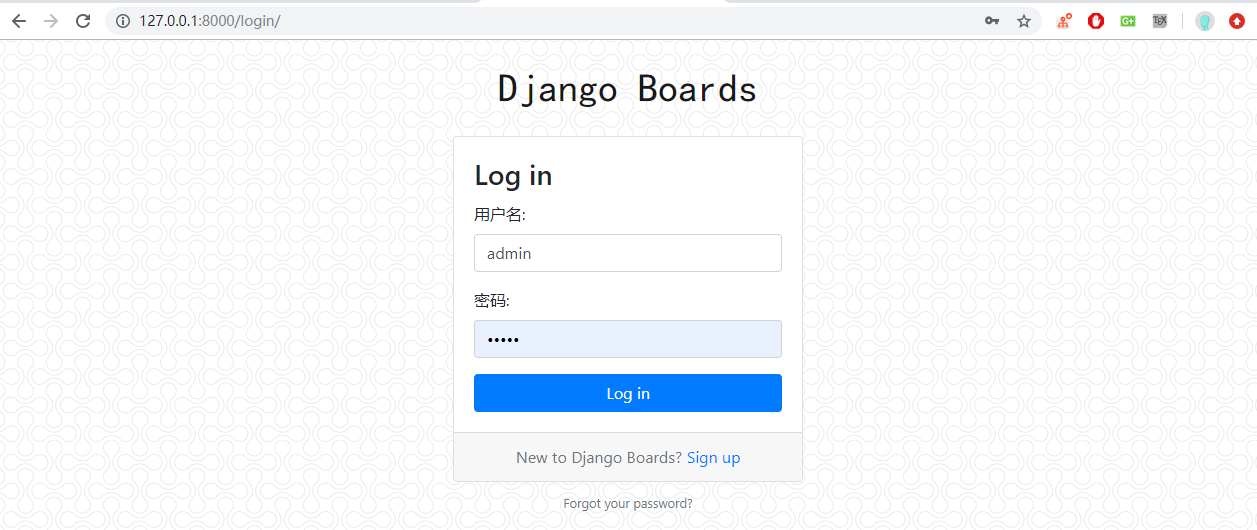 127.0.0.1:8000/login/
Django Boards
Log in
用户名:
admin
密码:
•••••
Log in
New to Django Boards? Sign up
Forgot your password?